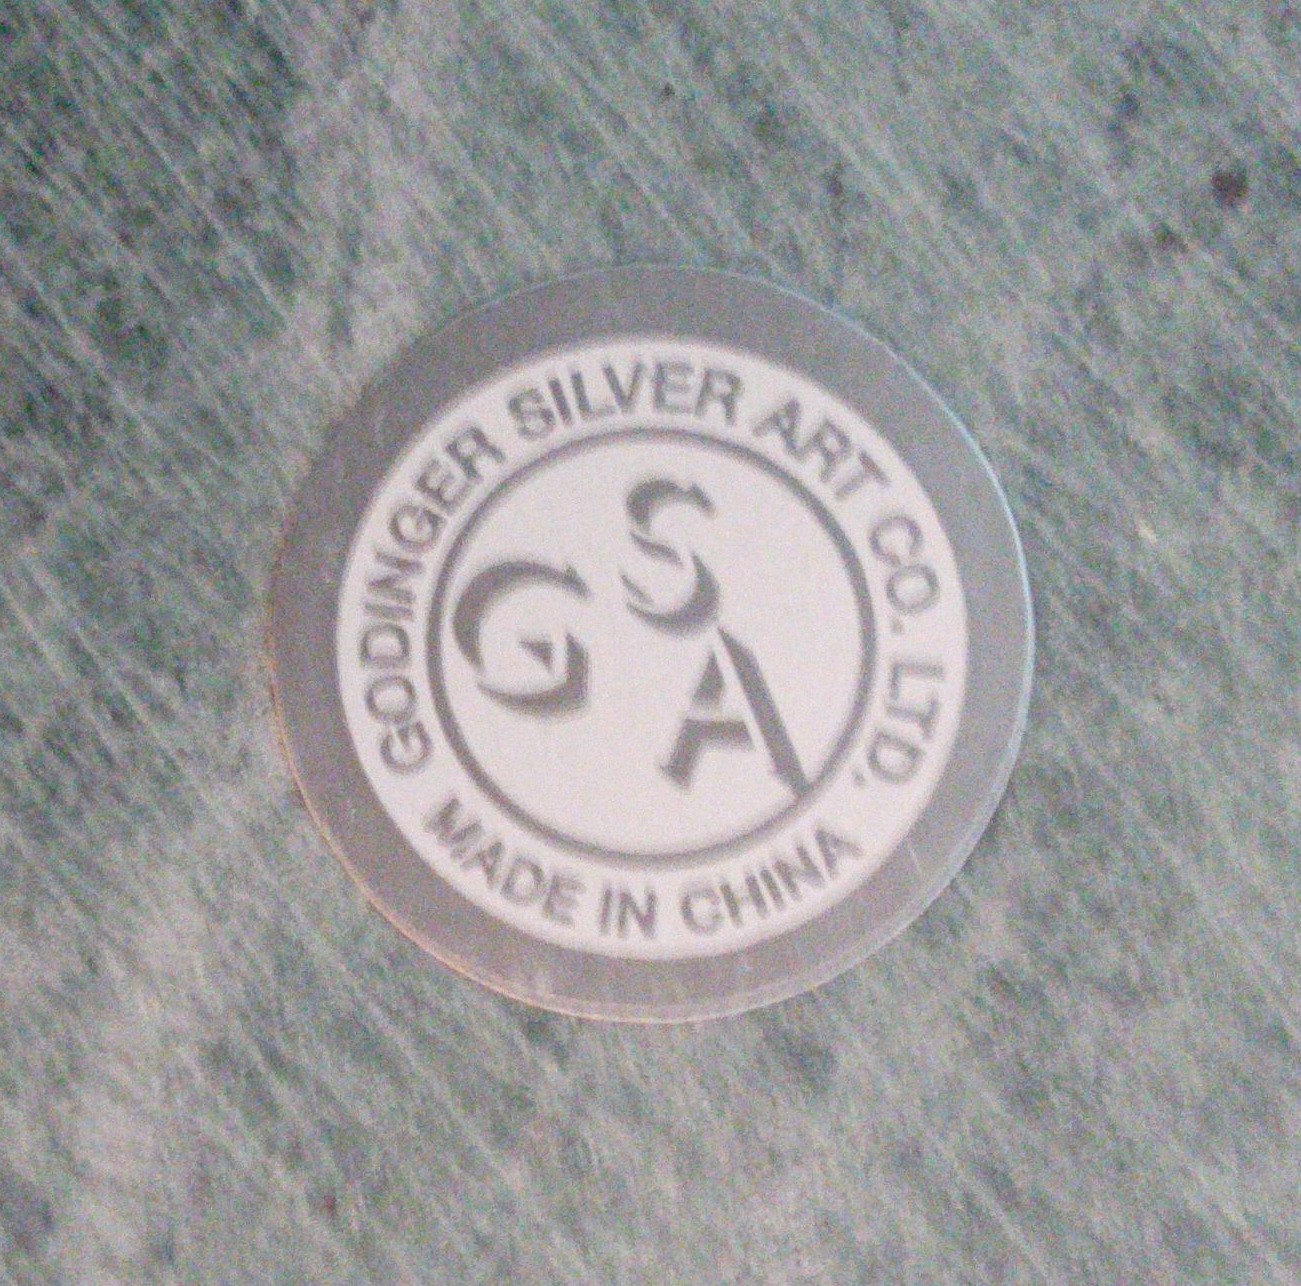 GODINGER SILVER ART CO. LTD.
GSA
MADE IN CHINA